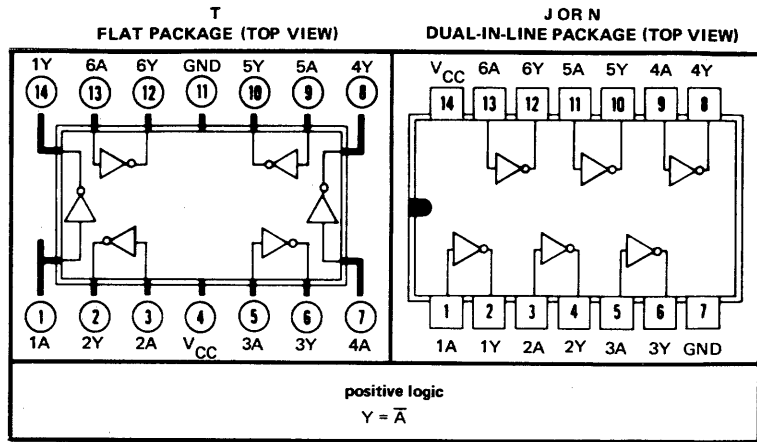 T
FLAT PACKAGE (TOP VIEW)
1Y 6A 6Y GND 5Y 5A 4Y
14 13 12 11 10 9 8
1 2 3 4 5 6 7
1A 2Y 2A VCC 3A 3Y 4A
J OR N
DUAL-IN-LINE PACKAGE (TOP VIEW)
VCC 6A 6Y 5A 5Y 4A 4Y
14 13 12 11 10 9 8
1 2 3 4 5 6 7
1A 1Y 2A 2Y 3A 3Y GND
positive logic
Y = A̅